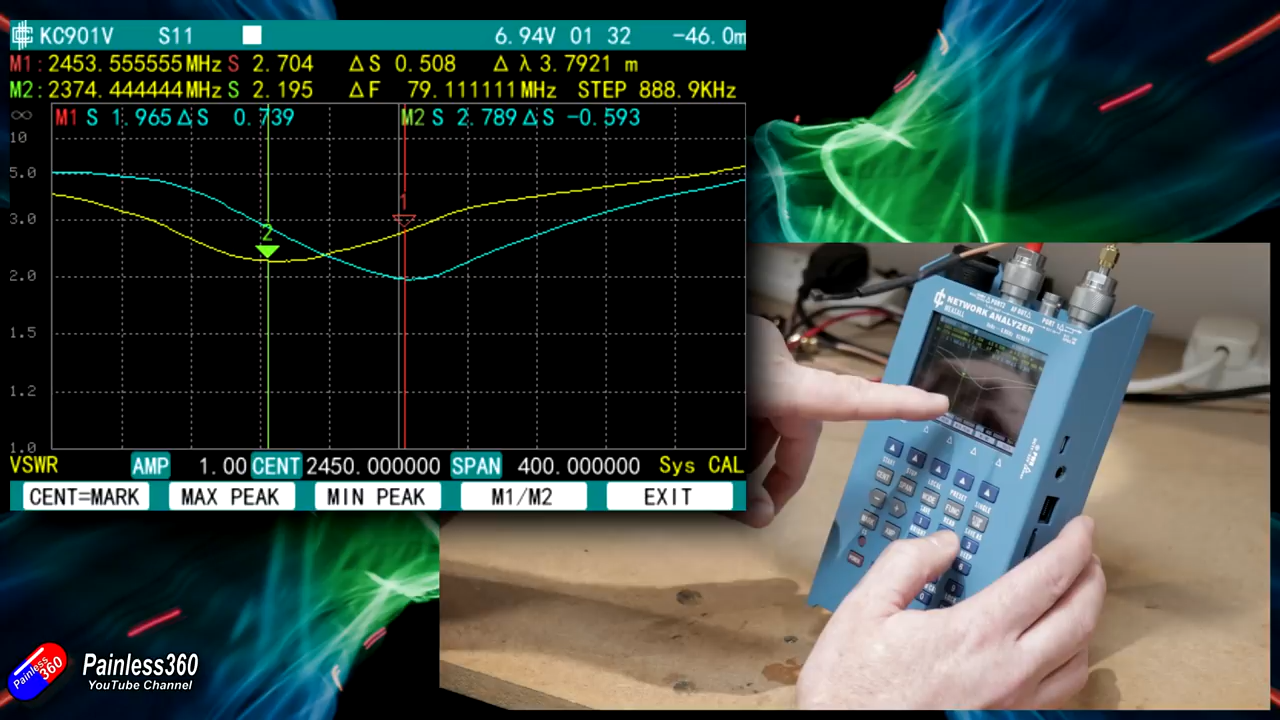 KC901V S11 6.94V 01 32 -46.0m
M1: 2453.555555 MHz S 2.704 Δ S 0.508 Δ λ 3.7921 m
M2: 2374.444444 MHz S 2.195 Δ F 79.111111 MHz STEP 888.9KHz
∞ M1 S 1.965 Δ S 0.739 M2 S 2.789 Δ S -0.593
10
5.0
3.0
1
2
2.0
1.5
1.2
1.0
VSWR AMP 1.00 CENT 2450.000000 SPAN 400.000000 Sys CAL
CENT=MARK MAX PEAK MIN PEAK M1/M2 EXIT
NETWORK ANALYZER
Painless 360
Painless360
YouTube Channel